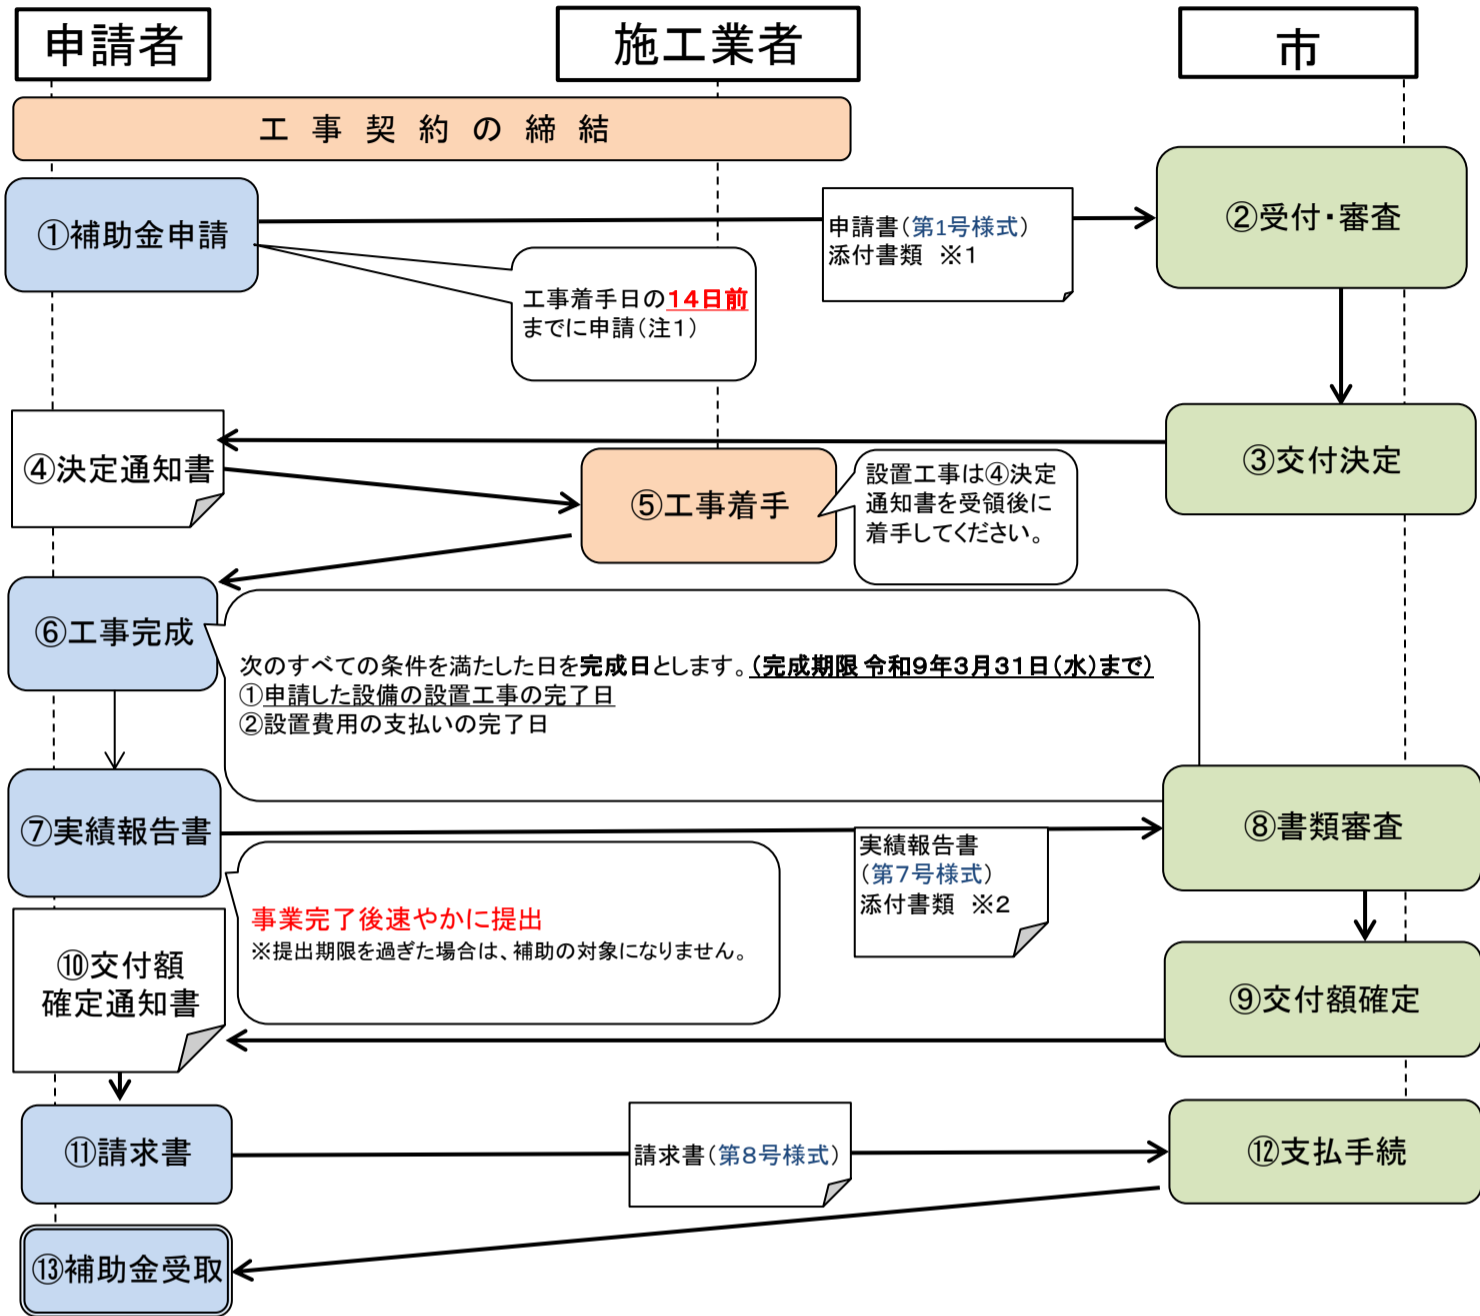 申請者
施工業者
市
工事契約の締結
①補助金申請
申請書(第1号様式)
添付書類 ※1
②受付・審査
工事着手日の14日前
までに申請(注1)
③交付決定
④決定通知書
⑤工事着手
設置工事は④決定
通知書を受領後に
着手してください。
⑥工事完成
次のすべての条件を満たした日を完成日とします。(完成期限 令和9年3月31日(水)まで)
①申請した設備の設置工事の完了日
②設置費用の支払いの完了日
⑦実績報告書
実績報告書
(第7号様式)
添付書類 ※2
⑧書類審査
事業完了後速やかに提出
※提出期限を過ぎた場合は、補助の対象になりません。
⑨交付額確定
⑩交付額
確定通知書
⑪請求書
請求書(第8号様式)
⑫支払手続
⑬補助金受取